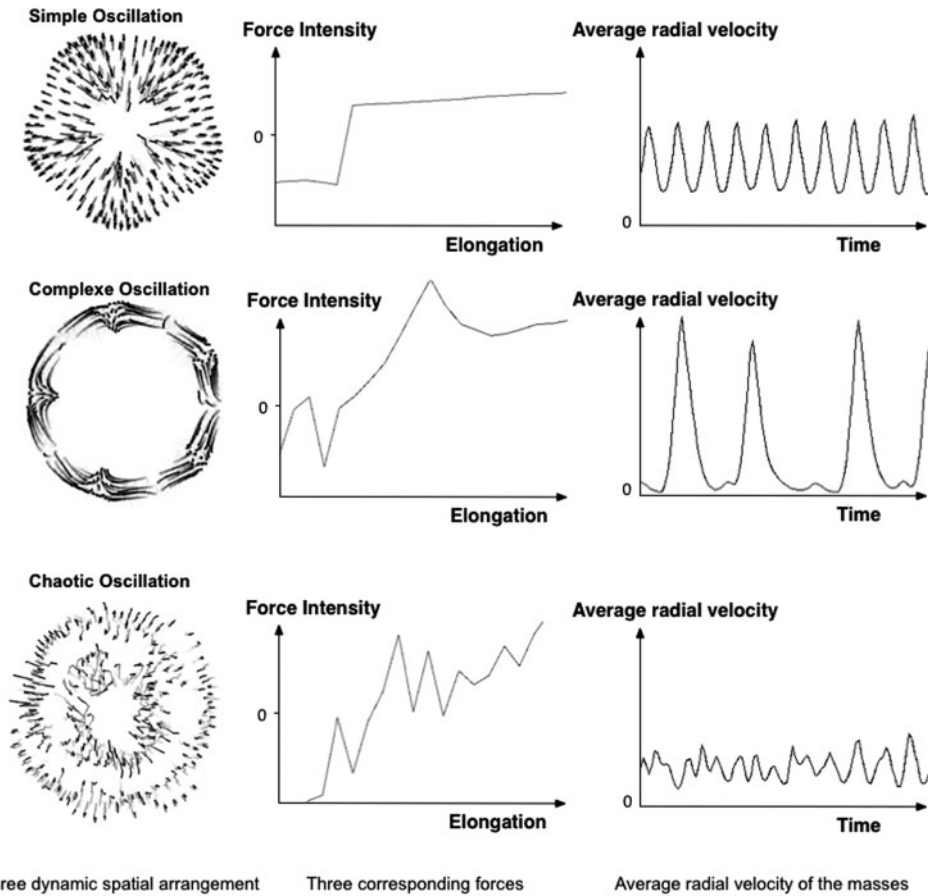 Simple Oscillation
Force Intensity
Average radial velocity
0
0
Elongation
Time
Complexe Oscillation
Force Intensity
Average radial velocity
0
0
Elongation
Time
Chaotic Oscillation
Force Intensity
Average radial velocity
0
0
Elongation
Time
ree dynamic spatial arrangement
Three corresponding forces
Average radial velocity of the masses